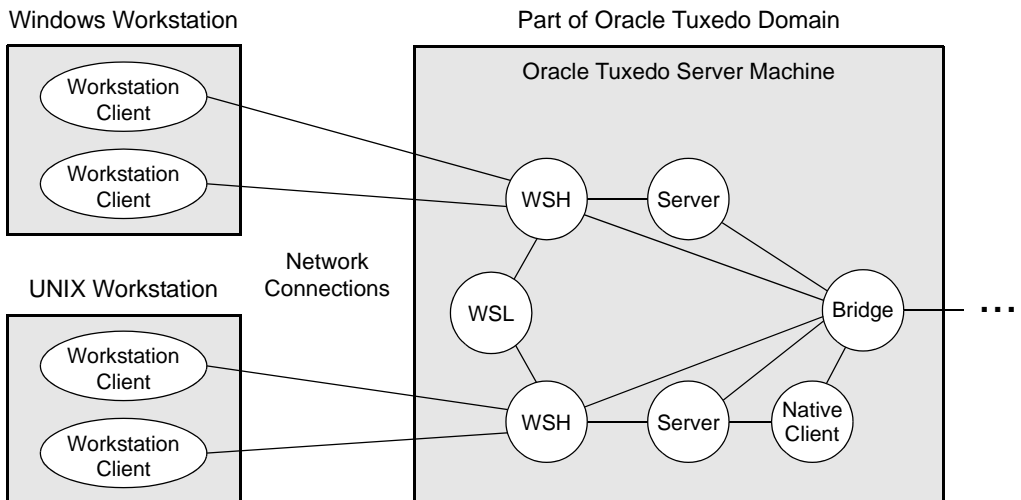 Windows Workstation
Part of Oracle Tuxedo Domain
Oracle Tuxedo Server Machine
Workstation
Client
Workstation
Client
WSH
Server
Network
Connections
UNIX Workstation
WSL
Bridge
...
Workstation
Client
Workstation
Client
WSH
Server
Native
Client